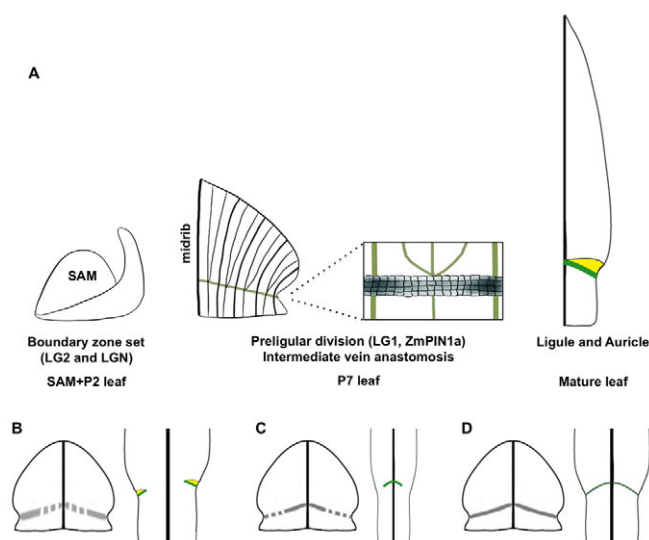 A
midrib
SAM
Boundary zone set
(LG2 and LGN)
SAM+P2 leaf
Preligular division (LG1, ZmPIN1a)
Intermediate vein anastomosis
P7 leaf
Ligule and Auricle
Mature leaf
B
C
D